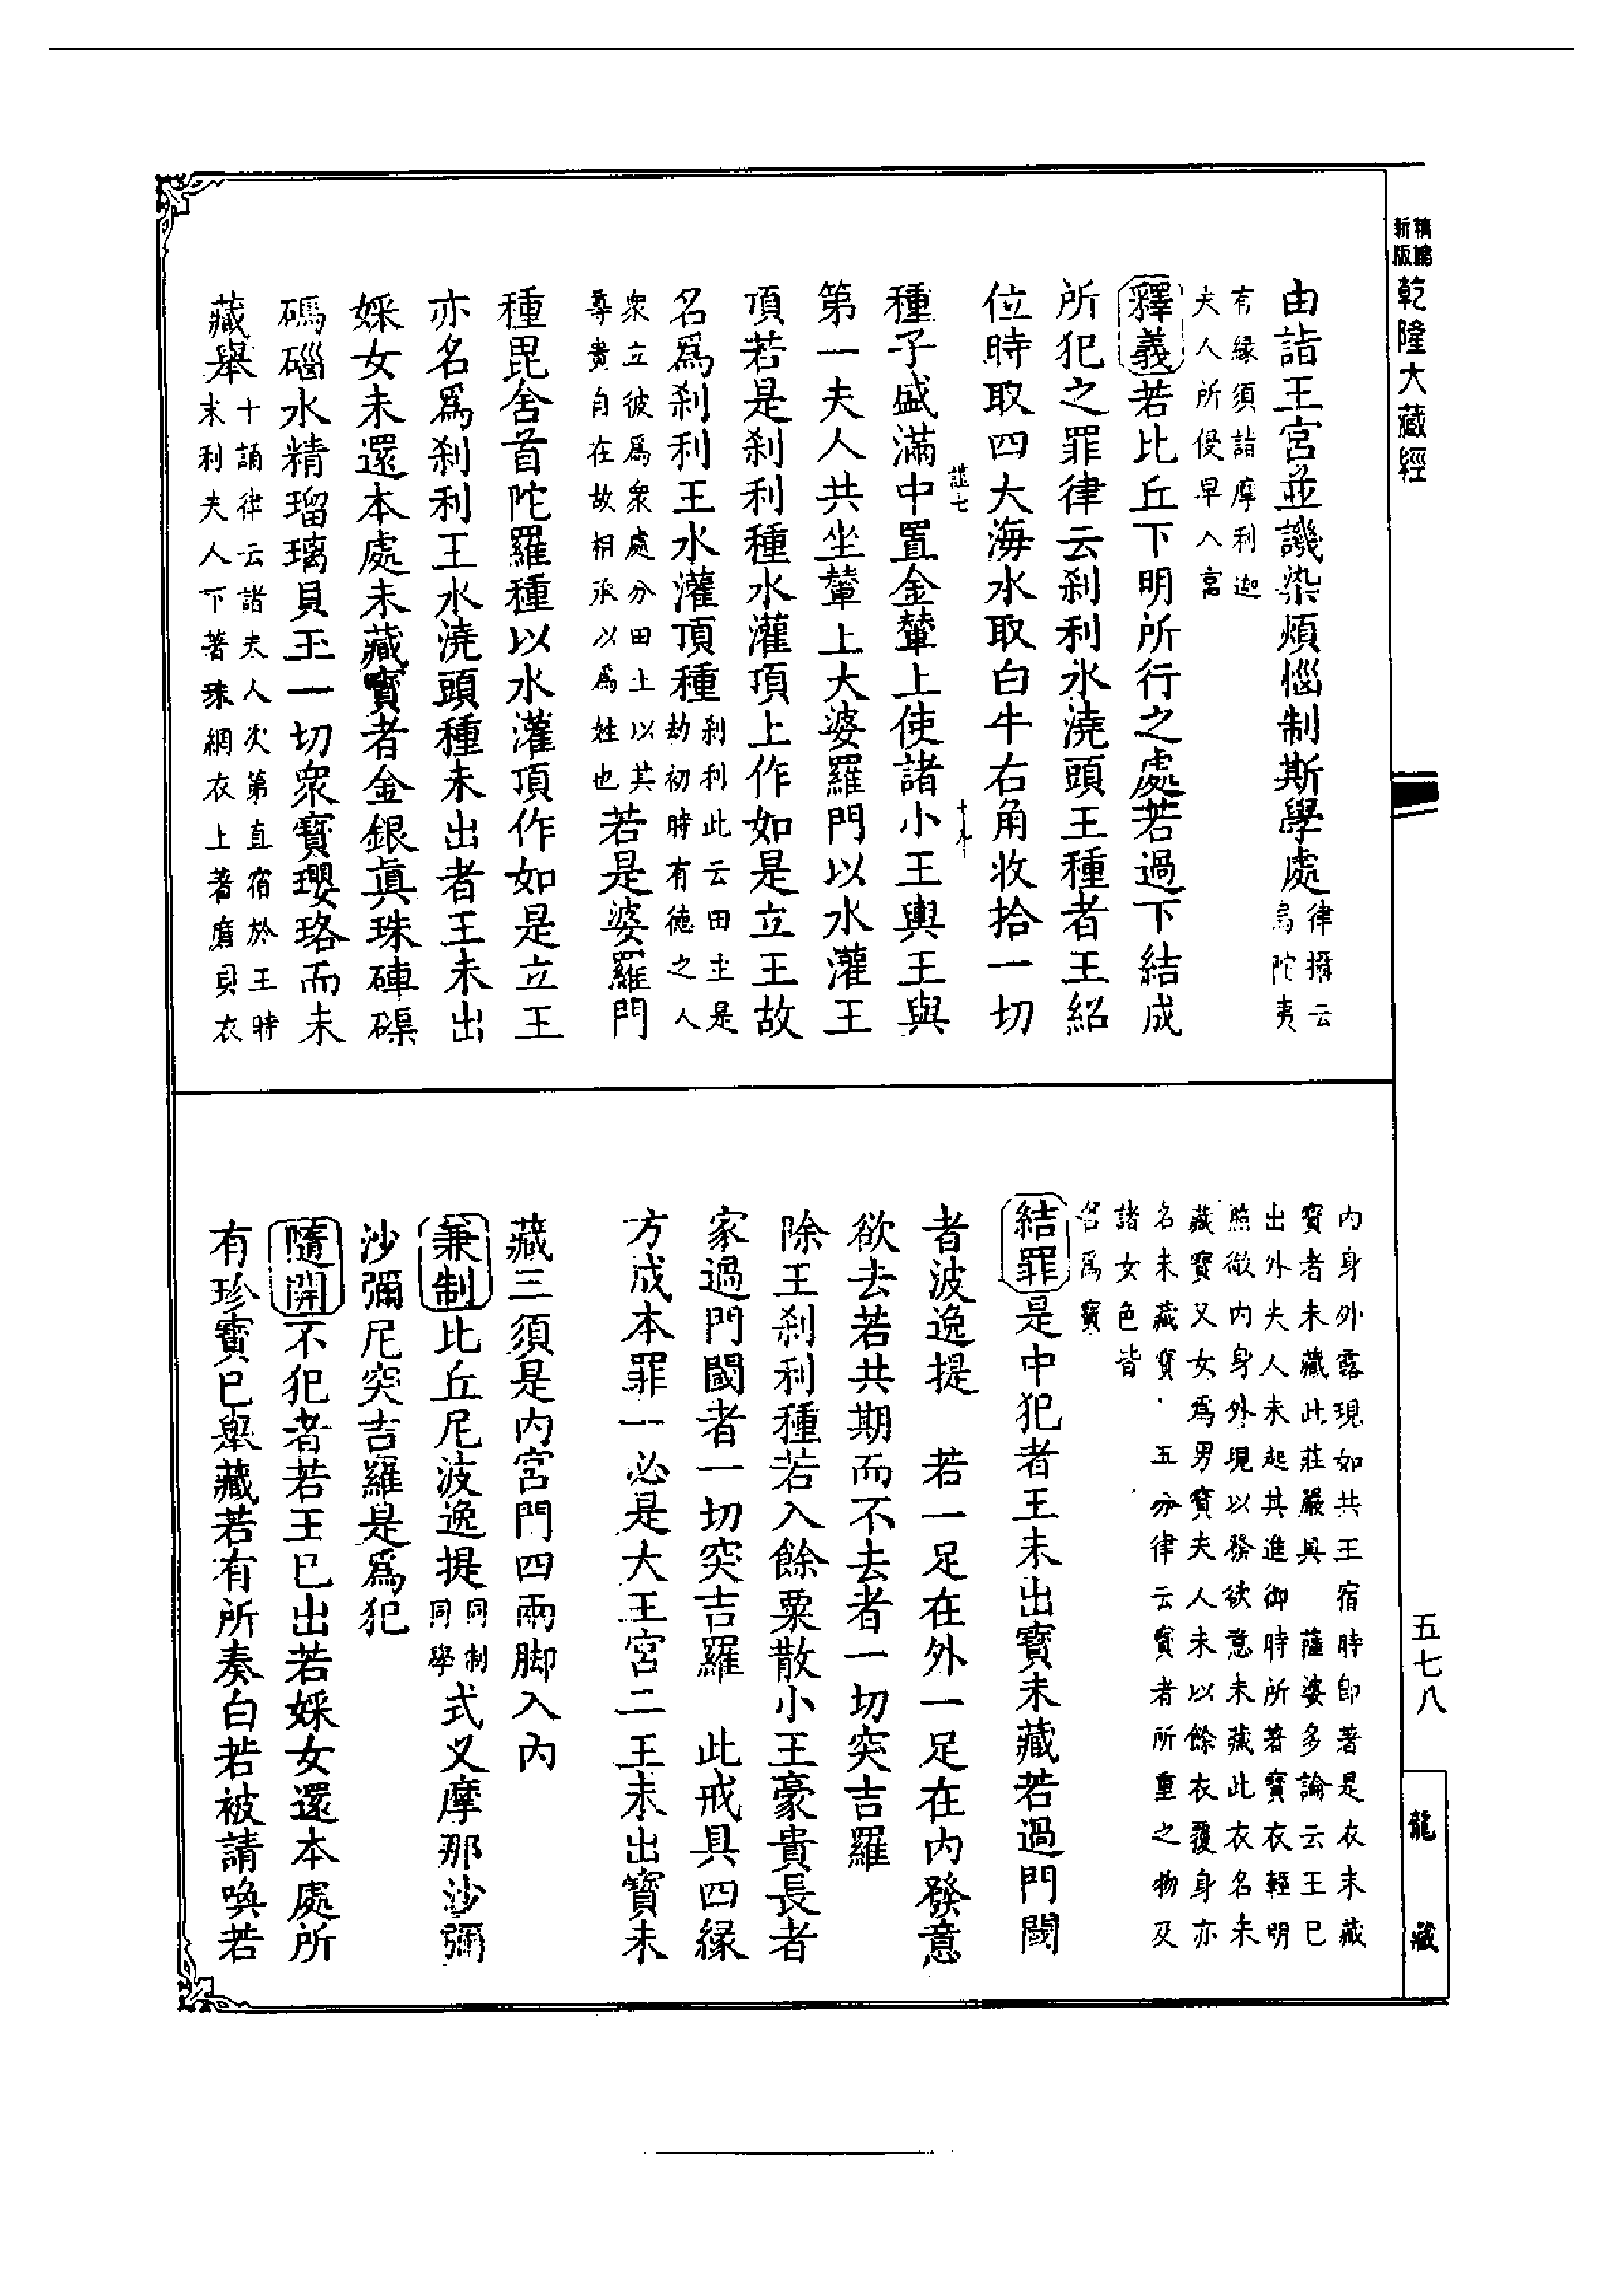 新版 精縮 乾隆大藏經
由詣王宮並譏染煩惱制斯學處律攝云烏陀夷
有緣須詣摩利迦夫人所侵早入宮
釋義若比丘下明所行之處若過下結成
所犯之罪律云刹利水澆頭王種者王紹
位時取四大海水取白牛右角收拾一切
種子盛滿中置金輦上使諸小王輿王與
第一夫人共坐輦上大婆羅門以水灌王
頂若是刹利種水灌頂上作如是立王故
名爲刹利王水灌頂種刹利此云田主是劫初時有德之人
衆立彼爲衆處分田土以其尊貴自在故相承以爲姓也若是婆羅門
種毘舍首陀羅種以水灌頂作如是立王
亦名爲刹利王水澆頭種未出者王未出
婇女未還本處未藏寶者金銀眞珠硨磲
碼碯水精瑠璃貝玉一切衆寶瓔珞而未
藏舉十誦律云諸夫人次第直宿於王時末利夫人下著珠網衣上著磨貝衣
內身外露現如共王宿時卽著是衣未藏
寶者未藏此莊嚴具 薩婆多論云王已
出外夫人未起其進御時所著寶衣輕明
照徹內身外現以發欲意未藏此衣名未
藏寶又女爲男寶夫人未以餘衣覆身亦
名未藏寶 五分律云寶者所重之物及
諸女色皆
名爲寶
結罪是中犯者王未出寶未藏若過門閾
者波逸提 若一足在外一足在內發意
欲去若共期而不去者一切突吉羅
除王刹利種若入餘粟散小王豪貴長者
家過門閾者一切突吉羅 此戒具四緣
方成本罪一必是大王宮二王未出寶未
藏三須是內宮門四兩脚入內
兼制比丘尼波逸提同制同學式叉摩那沙彌
沙彌尼突吉羅是爲犯
隨開不犯者若王已出若婇女還本處所
有珍寶已舉藏若有所奏白若被請喚若
五七八
龍藏